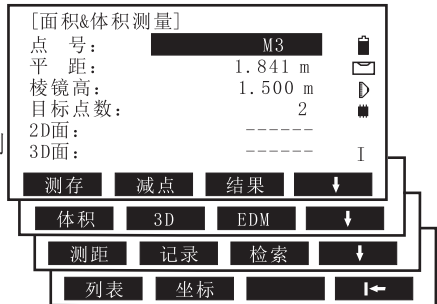 [面积&体积测量]
点 号: M3
平 距: 1.841 m
棱镜高: 1.500 m
目标点数: 2
2D面: ------
3D面: ------ I
测存 减点 结果 ↓
体积 3D EDM ↓
测距 记录 检索 ↓
列表 坐标 I←